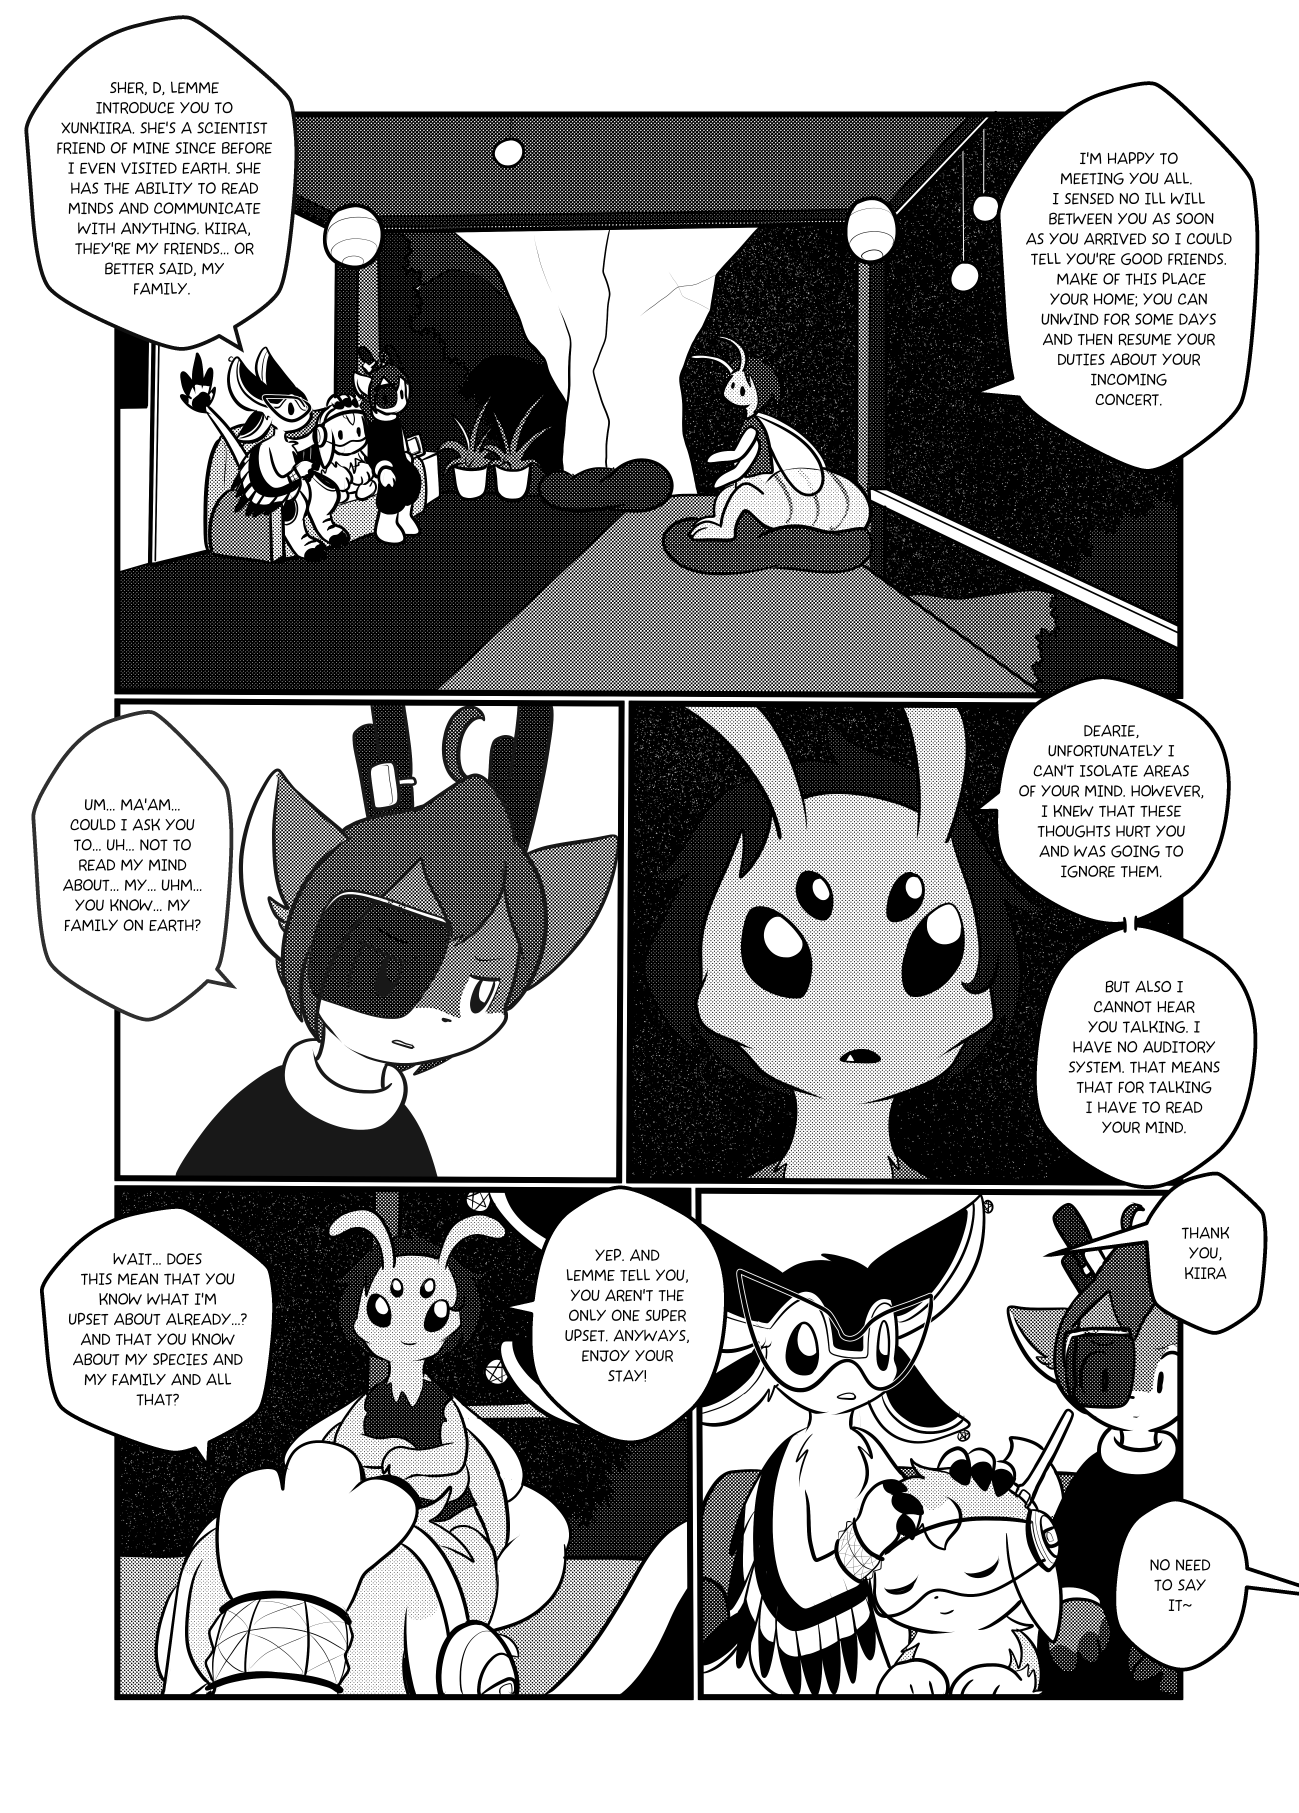 SHER, D, LEMME
INTRODUCE YOU TO
XUNKIIRA. SHE'S A SCIENTIST
FRIEND OF MINE SINCE BEFORE
I EVEN VISITED EARTH. SHE
HAS THE ABILITY TO READ
MINDS AND COMMUNICATE
WITH ANYTHING. KIIRA,
THEY'RE MY FRIENDS... OR
BETTER SAID, MY
FAMILY.
I'M HAPPY TO
MEETING YOU ALL.
I SENSED NO ILL WILL
BETWEEN YOU AS SOON
AS YOU ARRIVED SO I COULD
TELL YOU'RE GOOD FRIENDS.
MAKE OF THIS PLACE
YOUR HOME; YOU CAN
UNWIND FOR SOME DAYS
AND THEN RESUME YOUR
DUTIES ABOUT YOUR
INCOMING
CONCERT.
UM... MA'AM...
COULD I ASK YOU
TO... UH... NOT TO
READ MY MIND
ABOUT... MY... UHM...
YOU KNOW... MY
FAMILY ON EARTH?
DEARIE,
UNFORTUNATELY I
CAN'T ISOLATE AREAS
OF YOUR MIND. HOWEVER,
I KNEW THAT THESE
THOUGHTS HURT YOU
AND WAS GOING TO
IGNORE THEM.
BUT ALSO I
CANNOT HEAR
YOU TALKING. I
HAVE NO AUDITORY
SYSTEM. THAT MEANS
THAT FOR TALKING
I HAVE TO READ
YOUR MIND.
WAIT... DOES
THIS MEAN THAT YOU
KNOW WHAT I'M
UPSET ABOUT ALREADY...?
AND THAT YOU KNOW
ABOUT MY SPECIES AND
MY FAMILY AND ALL
THAT?
YEP. AND
LEMME TELL YOU,
YOU AREN'T THE
ONLY ONE SUPER
UPSET. ANYWAYS,
ENJOY YOUR
STAY!
THANK
YOU,
KIIRA
NO NEED
TO SAY
IT~